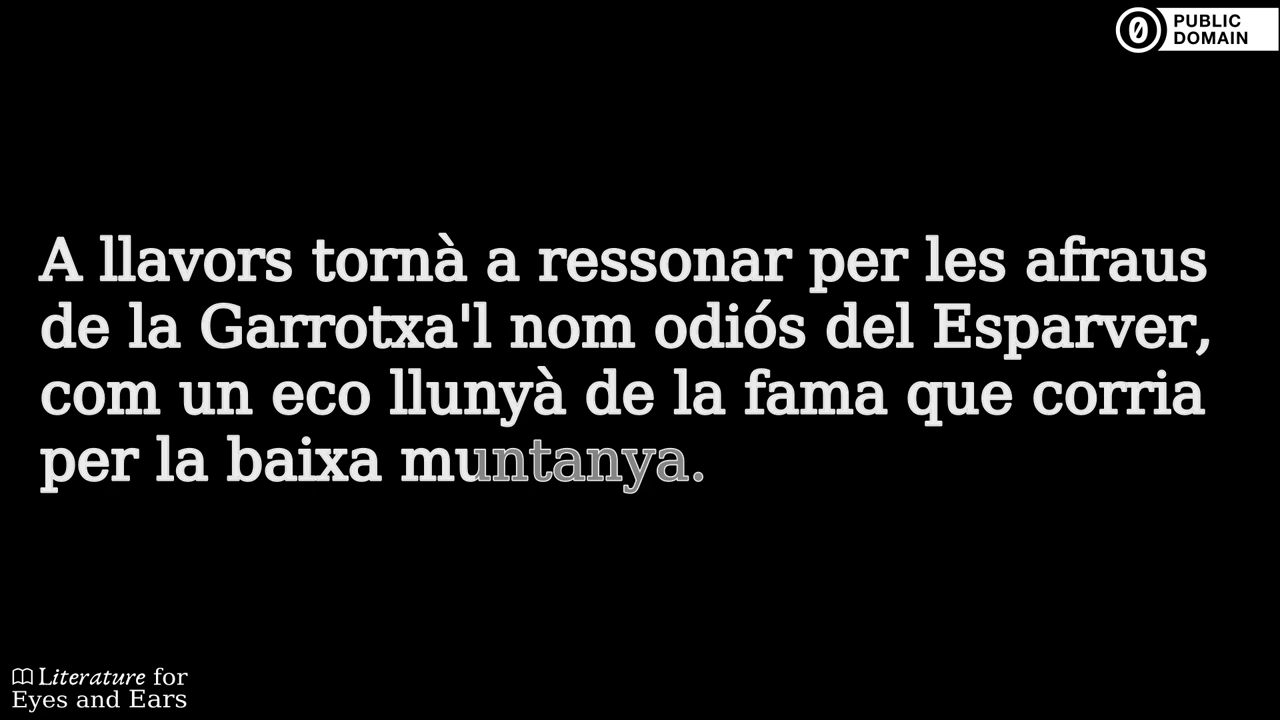 PUBLIC
DOMAIN
A llavors tornà a ressonar per les afraus
de la Garrotxa'l nom odiós del Esparver,
com un eco llunyà de la fama que corria
per la baixa muntanya.
Literature for
Eyes and Ears